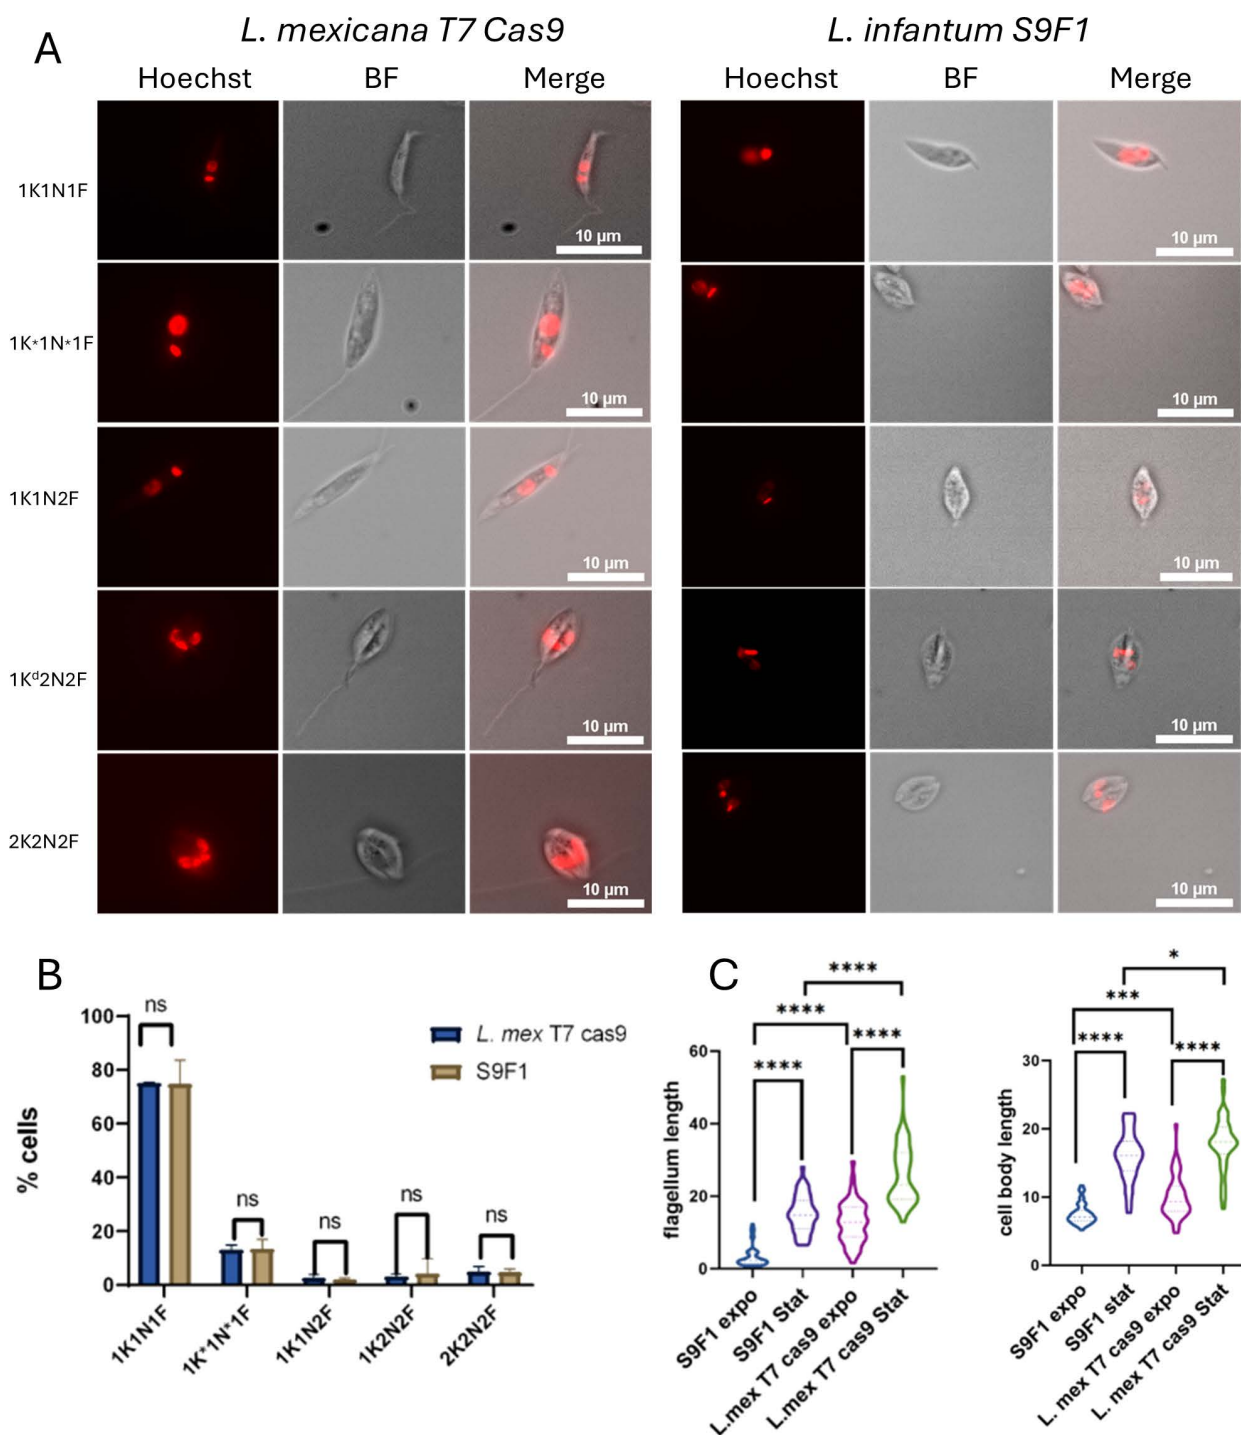 A
L. mexicana T7 Cas9
L. infantum S9F1
Hoechst BF Merge Hoechst BF Merge
1K1N1F
10 µm
10 µm
1K*1N*1F
10 µm
10 µm
1K1N2F
10 µm
10 µm
1Kᵈ2N2F
10 µm
10 µm
2K2N2F
10 µm
10 µm
B
% cells
100
80
60
40
20
0
ns
ns
ns
ns
ns
L. mex T7 cas9
S9F1
1K1N1F
1K*1N*1F
1K1N2F
1K2N2F
2K2N2F
C
flagellum length
60
40
20
0
****
****
****
****
S9F1 expo
S9F1 Stat
L.mex T7 cas9 expo
L.mex T7 cas9 Stat
cell body length
30
20
10
0
*
***
****
****
S9F1 expo
S9F1 stat
L. mex T7 cas9 expo
L. mex T7 cas9 Stat